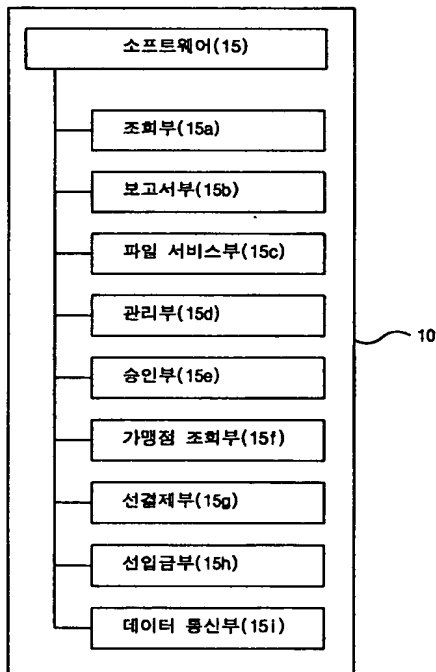 소프트웨어(15)
조회부(15a)
보고서부(15b)
파일 서비스부(15c)
관리부(15d)
승인부(15e)
10
가맹점 조회부(15f)
선결제부(15g)
선입금부(15h)
데이터 통신부(15i)